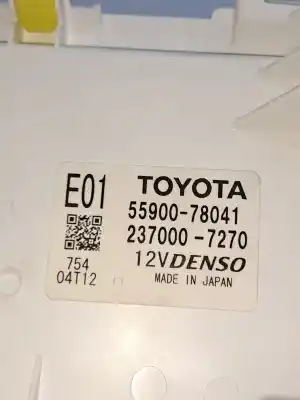 E01 TOYOTA
55900-78041
237000-7270
754 12V DENSO
04T12 MADE IN JAPAN